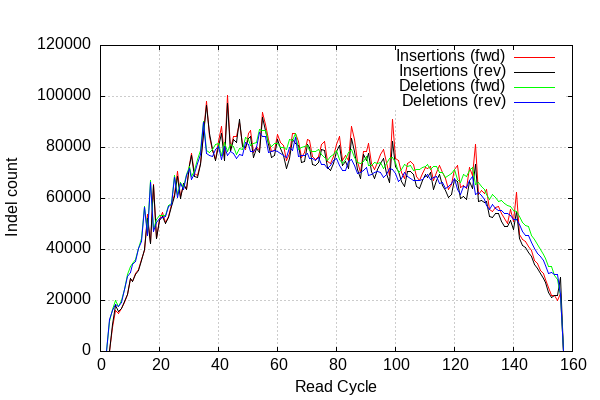 120000
100000
80000
60000
40000
20000
0
Indel count
Insertions (fwd)
Insertions (rev)
Deletions (fwd)
Deletions (rev)
0 20 40 60 80 100 120 140 160
Read Cycle